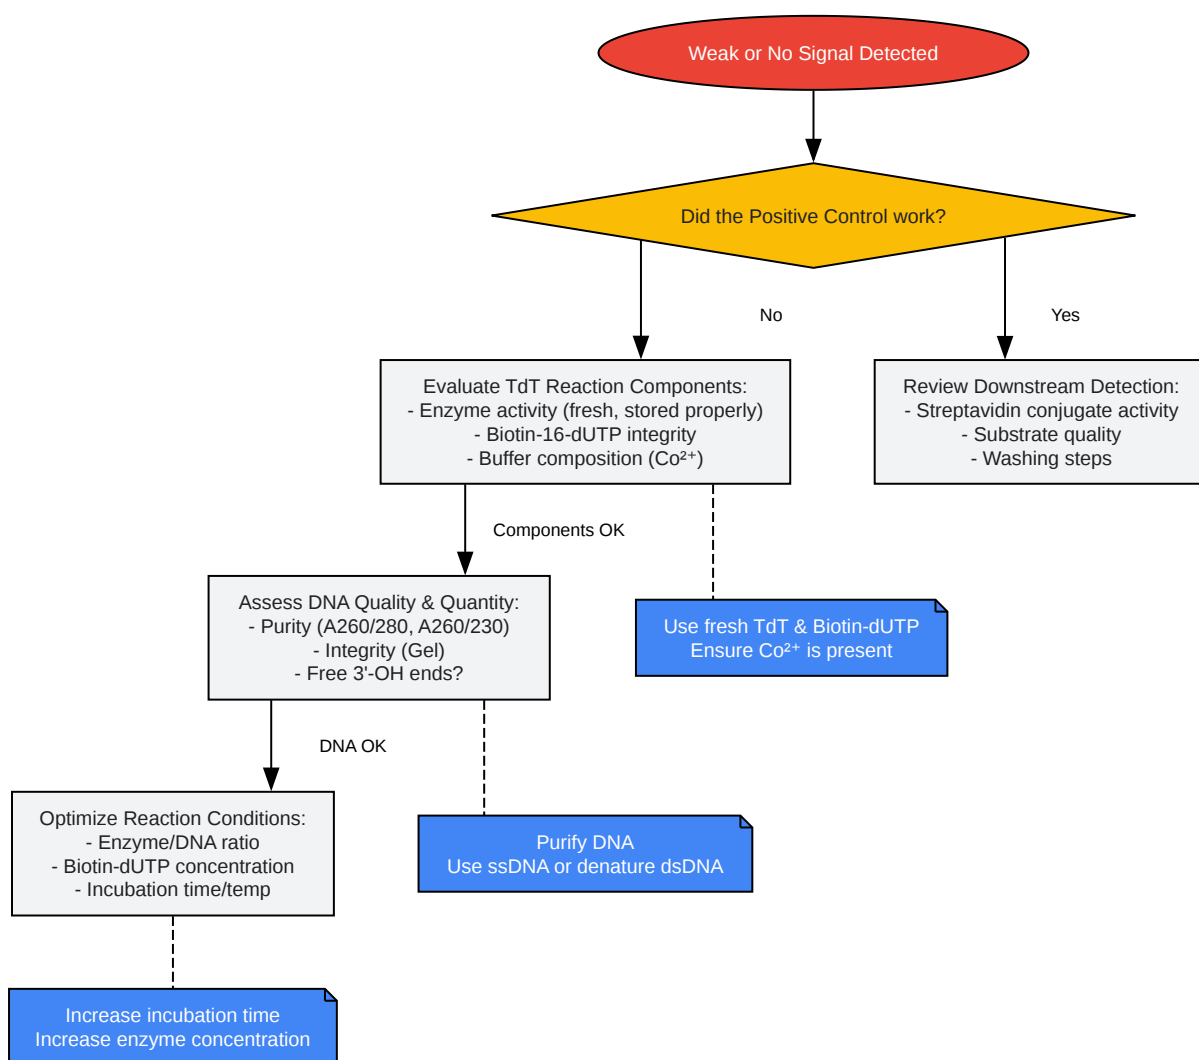 Weak or No Signal Detected
Did the Positive Control work?
No
Yes
Evaluate TdT Reaction Components:
- Enzyme activity (fresh, stored properly)
- Biotin-16-dUTP integrity
- Buffer composition (Co²⁺)
Review Downstream Detection:
- Streptavidin conjugate activity
- Substrate quality
- Washing steps
Components OK
Assess DNA Quality & Quantity:
- Purity (A260/280, A260/230)
- Integrity (Gel)
- Free 3'-OH ends?
Use fresh TdT & Biotin-dUTP
Ensure Co²⁺ is present
DNA OK
Optimize Reaction Conditions:
- Enzyme/DNA ratio
- Biotin-dUTP concentration
- Incubation time/temp
Purify DNA
Use ssDNA or denature dsDNA
Increase incubation time
Increase enzyme concentration